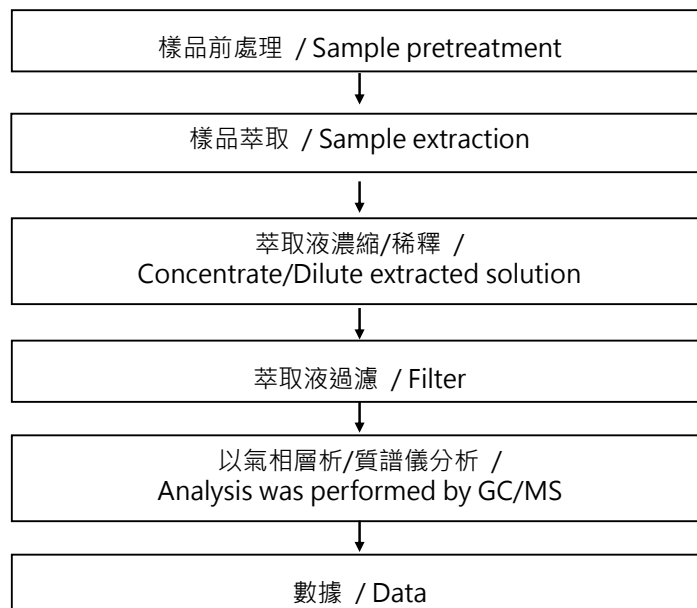 樣品前處理 / Sample pretreatment
樣品萃取 / Sample extraction
萃取液濃縮/稀釋 /
Concentrate/Dilute extracted solution
萃取液過濾 / Filter
以氣相層析/質譜儀分析 /
Analysis was performed by GC/MS
數據 / Data